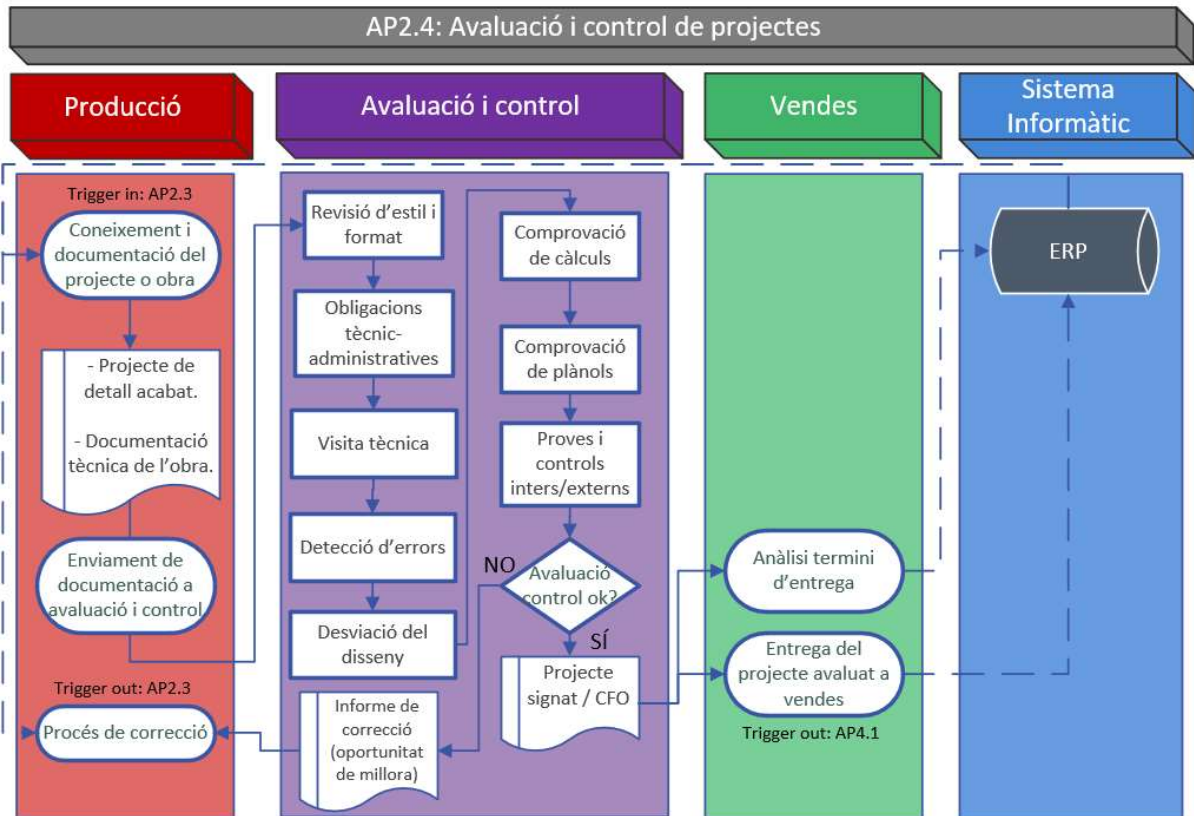 AP2.4: Avaluació i control de projectes
Producció
Avaluació i control
Vendes
Sistema
Informàtic
Trigger in: AP2.3
Coneixement i
documentació del
projecte o obra
- Projecte de
detall acabat.
- Documentació
tècnica de l’obra.
Enviament de
documentació a
avaluació i control
Trigger out: AP2.3
Procés de correcció
Revisió d’estil i
format
Obligacions
tècnic-
administratives
Visita tècnica
Detecció d’errors
Desviació del
disseny
Informe de
correcció
(oportunitat
de millora)
Comprovació
de càlculs
Comprovació
de plànols
Proves i
controls
inters/externs
NO
Avaluació
control ok?
SÍ
Projecte
signat / CFO
Anàlisi termini
d’entrega
Entrega del
projecte avaluat a
vendes
Trigger out: AP4.1
ERP